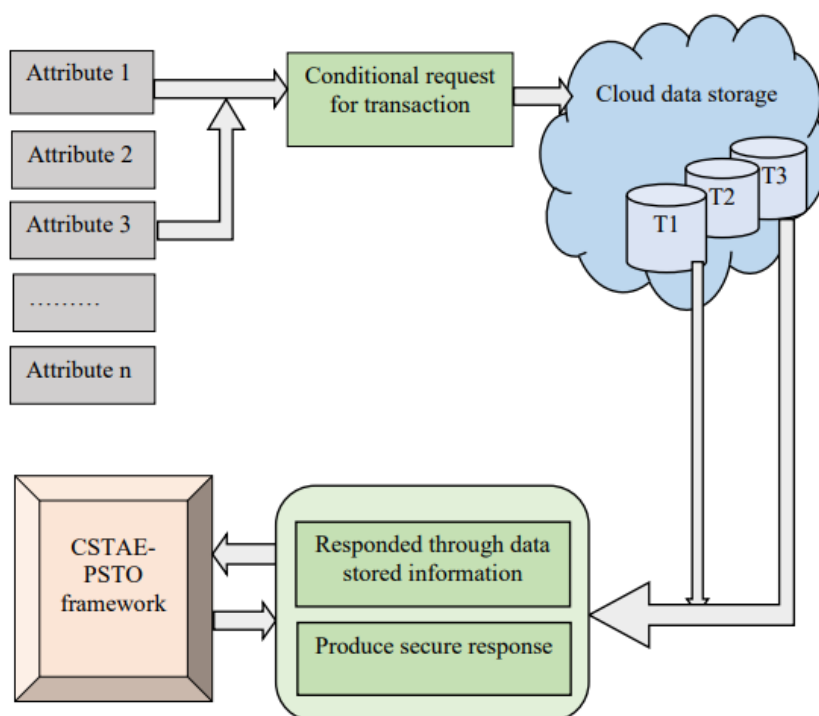 Attribute 1
Attribute 2
Attribute 3
………
Attribute n
Conditional request
for transaction
Cloud data storage
T1
T2
T3
CSTAE-
PSTO
framework
Responded through data
stored information
Produce secure response